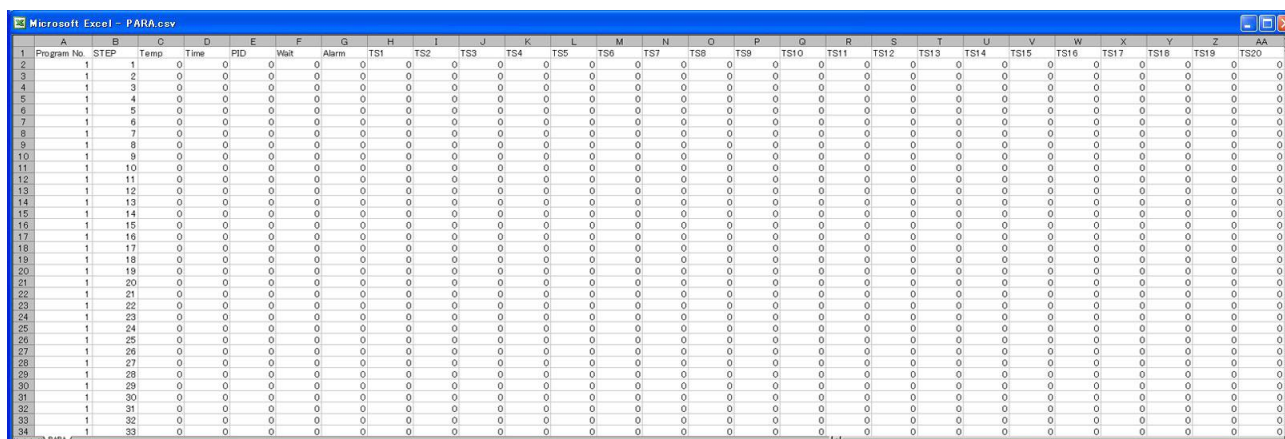 Microsoft Excel - PARA.csv
A B C D E F G H I J K L M N O P Q R S T U V W X Y Z AA
1 Program No. STEP Temp Time PID Wait Alarm TS1 TS2 TS3 TS4 TS5 TS6 TS7 TS8 TS9 TS10 TS11 TS12 TS13 TS14 TS15 TS16 TS17 TS18 TS19 TS20
2 1 1 0 0 0 0 0 0 0 0 0 0 0 0 0 0 0 0 0 0 0 0 0 0 0 0 0
3 1 2 0 0 0 0 0 0 0 0 0 0 0 0 0 0 0 0 0 0 0 0 0 0 0 0 0
4 1 3 0 0 0 0 0 0 0 0 0 0 0 0 0 0 0 0 0 0 0 0 0 0 0 0 0
5 1 4 0 0 0 0 0 0 0 0 0 0 0 0 0 0 0 0 0 0 0 0 0 0 0 0 0
6 1 5 0 0 0 0 0 0 0 0 0 0 0 0 0 0 0 0 0 0 0 0 0 0 0 0 0
7 1 6 0 0 0 0 0 0 0 0 0 0 0 0 0 0 0 0 0 0 0 0 0 0 0 0 0
8 1 7 0 0 0 0 0 0 0 0 0 0 0 0 0 0 0 0 0 0 0 0 0 0 0 0 0
9 1 8 0 0 0 0 0 0 0 0 0 0 0 0 0 0 0 0 0 0 0 0 0 0 0 0 0
10 1 9 0 0 0 0 0 0 0 0 0 0 0 0 0 0 0 0 0 0 0 0 0 0 0 0 0
11 1 10 0 0 0 0 0 0 0 0 0 0 0 0 0 0 0 0 0 0 0 0 0 0 0 0 0
12 1 11 0 0 0 0 0 0 0 0 0 0 0 0 0 0 0 0 0 0 0 0 0 0 0 0 0
13 1 12 0 0 0 0 0 0 0 0 0 0 0 0 0 0 0 0 0 0 0 0 0 0 0 0 0
14 1 13 0 0 0 0 0 0 0 0 0 0 0 0 0 0 0 0 0 0 0 0 0 0 0 0 0
15 1 14 0 0 0 0 0 0 0 0 0 0 0 0 0 0 0 0 0 0 0 0 0 0 0 0 0
16 1 15 0 0 0 0 0 0 0 0 0 0 0 0 0 0 0 0 0 0 0 0 0 0 0 0 0
17 1 16 0 0 0 0 0 0 0 0 0 0 0 0 0 0 0 0 0 0 0 0 0 0 0 0 0
18 1 17 0 0 0 0 0 0 0 0 0 0 0 0 0 0 0 0 0 0 0 0 0 0 0 0 0
19 1 18 0 0 0 0 0 0 0 0 0 0 0 0 0 0 0 0 0 0 0 0 0 0 0 0 0
20 1 19 0 0 0 0 0 0 0 0 0 0 0 0 0 0 0 0 0 0 0 0 0 0 0 0 0
21 1 20 0 0 0 0 0 0 0 0 0 0 0 0 0 0 0 0 0 0 0 0 0 0 0 0 0
22 1 21 0 0 0 0 0 0 0 0 0 0 0 0 0 0 0 0 0 0 0 0 0 0 0 0 0
23 1 22 0 0 0 0 0 0 0 0 0 0 0 0 0 0 0 0 0 0 0 0 0 0 0 0 0
24 1 23 0 0 0 0 0 0 0 0 0 0 0 0 0 0 0 0 0 0 0 0 0 0 0 0 0
25 1 24 0 0 0 0 0 0 0 0 0 0 0 0 0 0 0 0 0 0 0 0 0 0 0 0 0
26 1 25 0 0 0 0 0 0 0 0 0 0 0 0 0 0 0 0 0 0 0 0 0 0 0 0 0
27 1 26 0 0 0 0 0 0 0 0 0 0 0 0 0 0 0 0 0 0 0 0 0 0 0 0 0
28 1 27 0 0 0 0 0 0 0 0 0 0 0 0 0 0 0 0 0 0 0 0 0 0 0 0 0
29 1 28 0 0 0 0 0 0 0 0 0 0 0 0 0 0 0 0 0 0 0 0 0 0 0 0 0
30 1 29 0 0 0 0 0 0 0 0 0 0 0 0 0 0 0 0 0 0 0 0 0 0 0 0 0
31 1 30 0 0 0 0 0 0 0 0 0 0 0 0 0 0 0 0 0 0 0 0 0 0 0 0 0
32 1 31 0 0 0 0 0 0 0 0 0 0 0 0 0 0 0 0 0 0 0 0 0 0 0 0 0
33 1 32 0 0 0 0 0 0 0 0 0 0 0 0 0 0 0 0 0 0 0 0 0 0 0 0 0
34 1 33 0 0 0 0 0 0 0 0 0 0 0 0 0 0 0 0 0 0 0 0 0 0 0 0 0